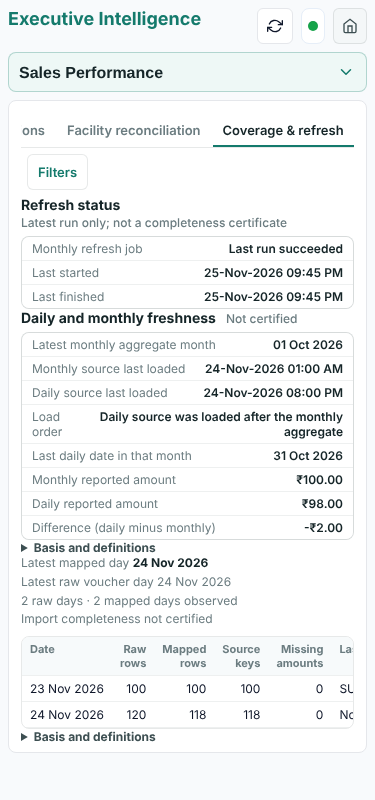 Executive Intelligence
Sales Performance
ons Facility reconciliation Coverage & refresh
Filters
Refresh status
Latest run only; not a completeness certificate
Monthly refresh job Last run succeeded
Last started 25-Nov-2026 09:45 PM
Last finished 25-Nov-2026 09:45 PM
Daily and monthly freshness Not certified
Latest monthly aggregate month 01 Oct 2026
Monthly source last loaded 24-Nov-2026 01:00 AM
Daily source last loaded 24-Nov-2026 08:00 PM
Load order Daily source was loaded after the monthly aggregate
Last daily date in that month 31 Oct 2026
Monthly reported amount ₹100.00
Daily reported amount ₹98.00
Difference (daily minus monthly) -₹2.00
Basis and definitions
Latest mapped day 24 Nov 2026
Latest raw voucher day 24 Nov 2026
2 raw days · 2 mapped days observed
Import completeness not certified
Date Raw rows Mapped rows Source keys Missing amounts
23 Nov 2026 100 100 100 0 SU
24 Nov 2026 120 118 118 0 No
Basis and definitions